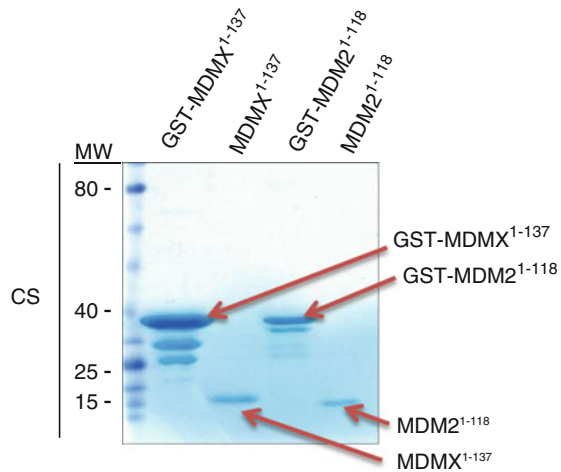 GST-MDMX1-137
MDMX1-137
GST-MDM21-118
MDM21-118
MW
80 -
40 -
25 -
15 -
CS
GST-MDMX1-137
GST-MDM21-118
MDM21-118
MDMX1-137